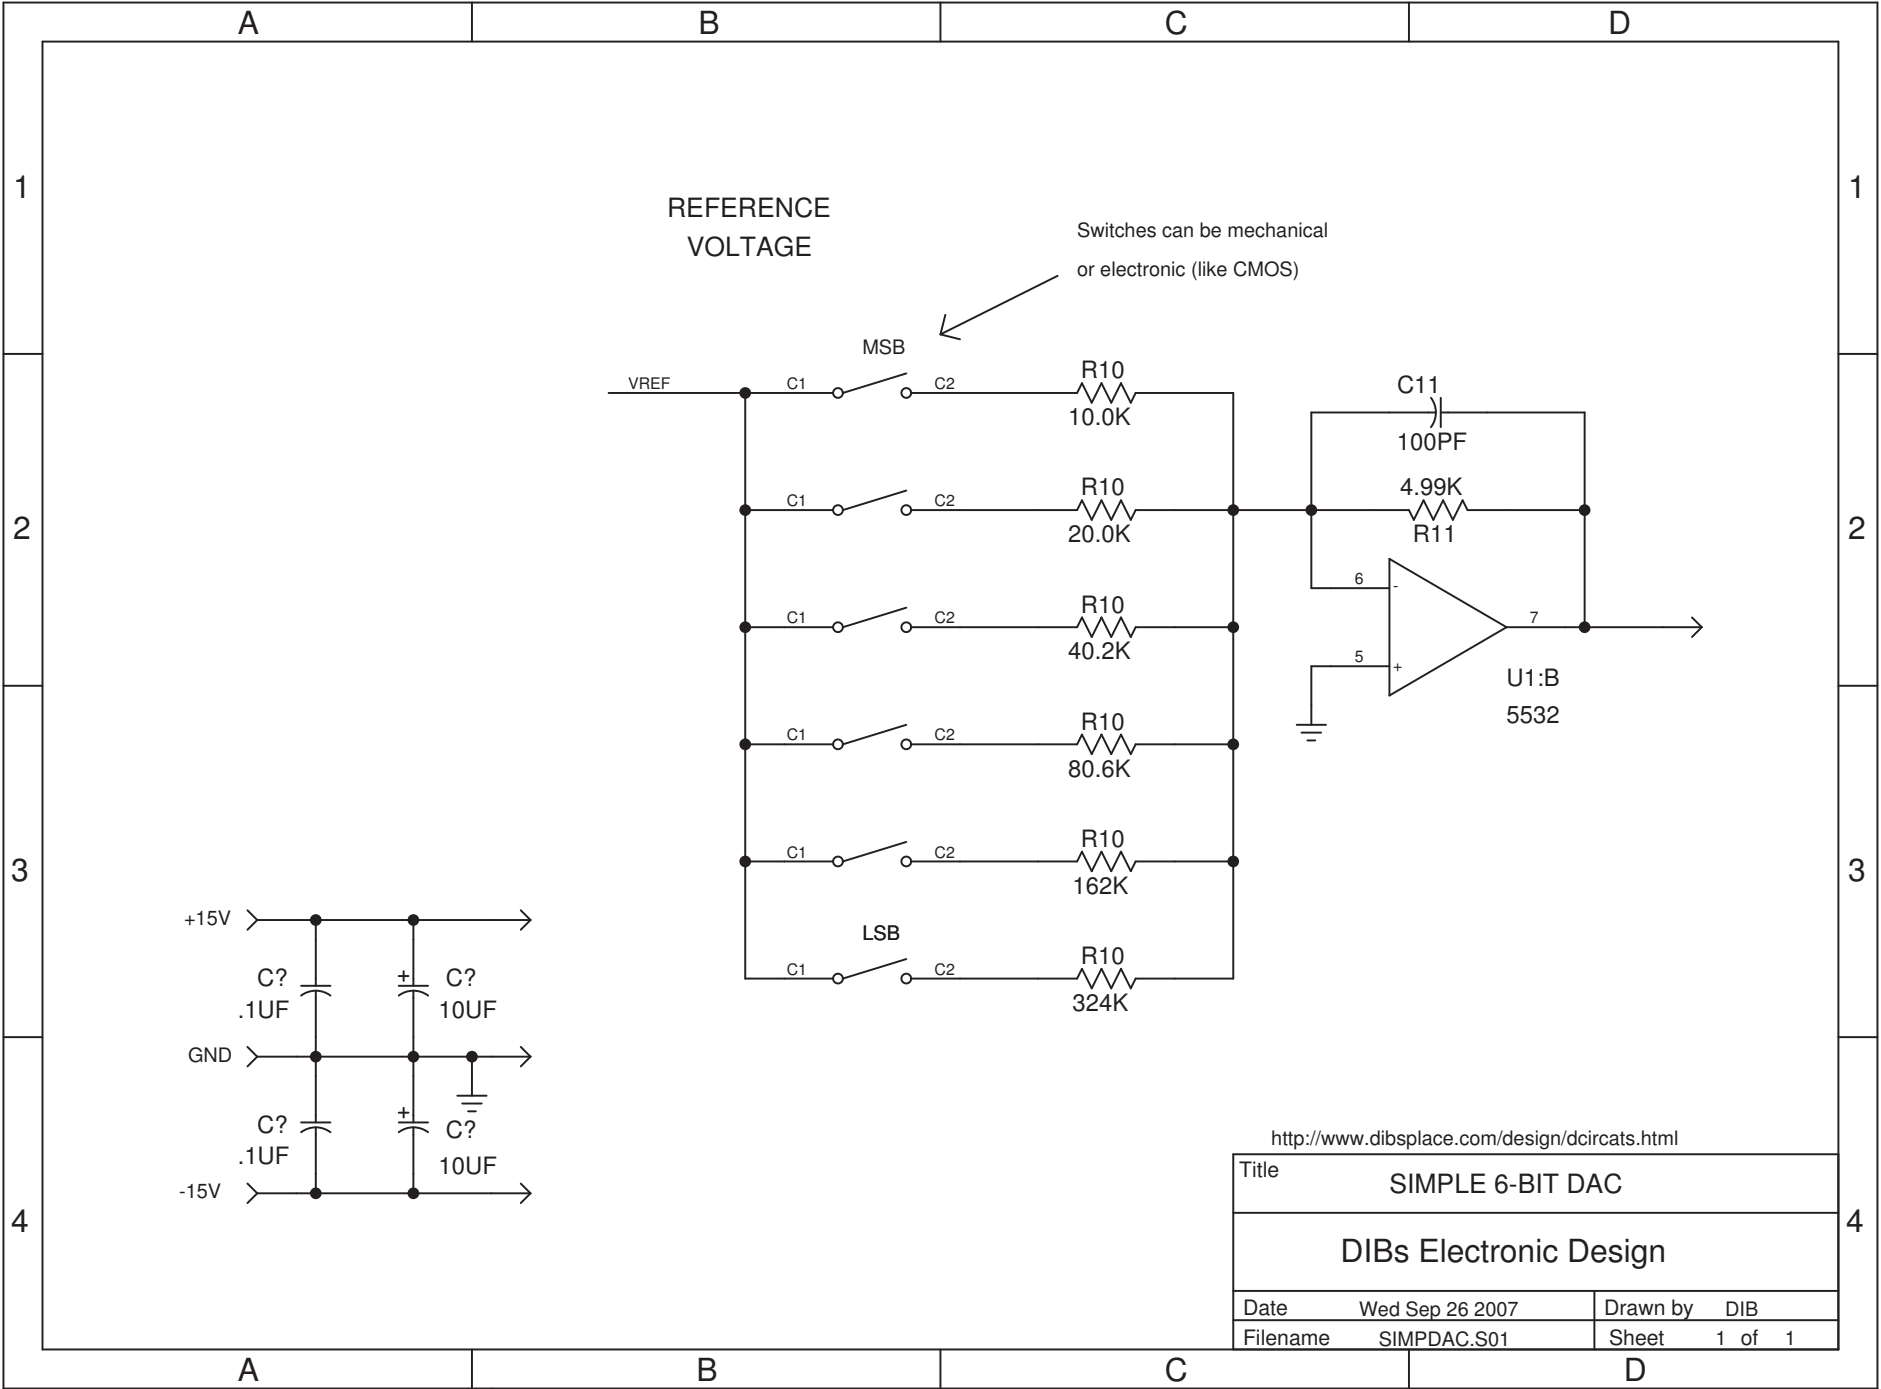 A B C D
1 1
REFERENCE
VOLTAGE
Switches can be mechanical
or electronic (like CMOS)
MSB
VREF C1 C2 R10
10.0K
C11
100PF
C1 C2 R10
20.0K
4.99K
R11
2 2
C1 C2 R10
40.2K
6 -
7
5 +
U1:B
5532
C1 C2 R10
80.6K
C1 C2 R10
162K
3 3
LSB
C1 C2 R10
324K
+15V
C? + C?
.1UF 10UF
GND
C? + C?
.1UF 10UF
-15V
4 4
http://www.dibsplace.com/design/dcircats.html
Title SIMPLE 6-BIT DAC
DIBs Electronic Design
Date Wed Sep 26 2007 Drawn by DIB
Filename SIMPDAC.S01 Sheet 1 of 1
A B C D